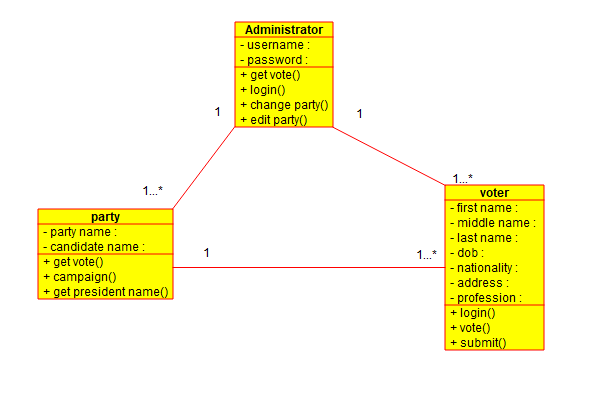 Administrator
- username :
- password :
+ get vote()
+ login()
+ change party()
+ edit party()
1
1
1...*
1...*
party
- party name :
- candidate name :
+ get vote()
+ campaign()
+ get president name()
1
1...*
voter
- first name :
- middle name :
- last name :
- dob :
- nationality :
- address :
- profession :
+ login()
+ vote()
+ submit()